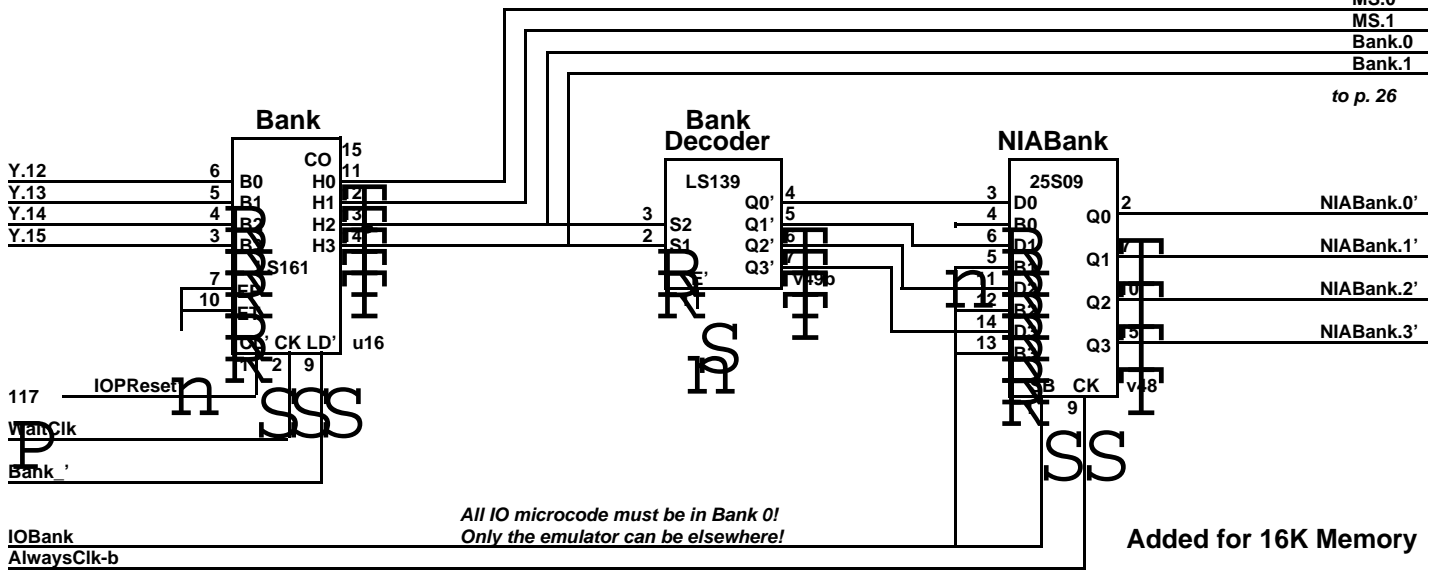 MS.0
MS.1
Bank.0
Bank.1
to p. 26
Bank
Bank
Decoder
NIABank
Y.12
Y.13
Y.14
Y.15
6
5
4
3
7
10
B0
B1
B2
CO
H0
H1
H2
H3
15
11
CK LD'
2
9
u16
117
IOPReset
WaitClk
Bank_'
3
2
LS139
S2
S1
Q0'
Q1'
Q2'
Q3'
4
5
v49b
3
4
6
5
11
12
14
13
25S09
D0
B0
D1
Q0
Q1
Q2
Q3
2
CK
9
v48
NIABank.0'
NIABank.1'
NIABank.2'
NIABank.3'
All IO microcode must be in Bank 0!
Only the emulator can be elsewhere!
IOBank
AlwaysClk-b
Added for 16K Memory